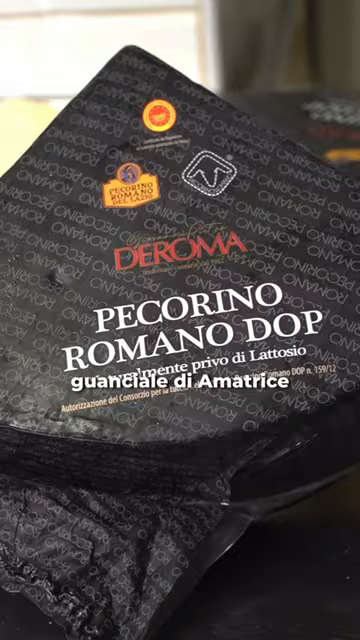 PECORINO
ROMANO
DEL LAZIO
DEROMA
PECORINO
ROMANO DOP
naturalmente privo di Lattosio
guanciale di Amatrice
Autorizzazione del Consorzio per la
Romano DOP n. 159/12